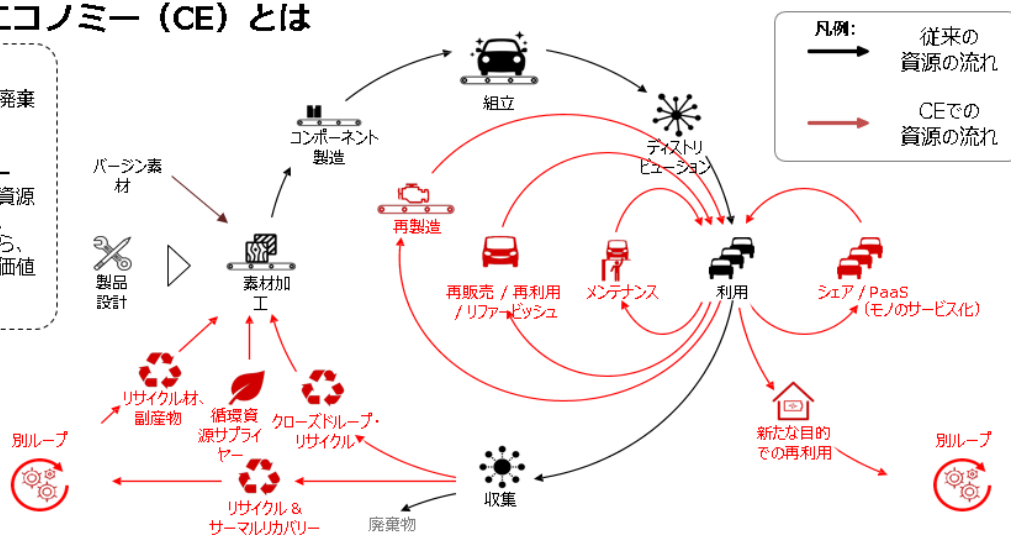 エコノミー（CE）とは
廃棄
ー
資源
ら、
価値
凡例:
従来の
資源の流れ
CEでの
資源の流れ
組立
コンポーネント
製造
ディストリ
ビューション
バージン素
材
製品
設計
素材加
工
再製造
再販売 / 再利用
/ リファービッシュ
メンテナンス
利用
シェア / PaaS
（モノのサービス化）
リサイクル材、
副産物
循環資
源サプライ
ヤー
クローズドループ・
リサイクル
新たな目的
での再利用
別ループ
別ループ
リサイクル &
サーマルリカバリー
収集
廃棄物